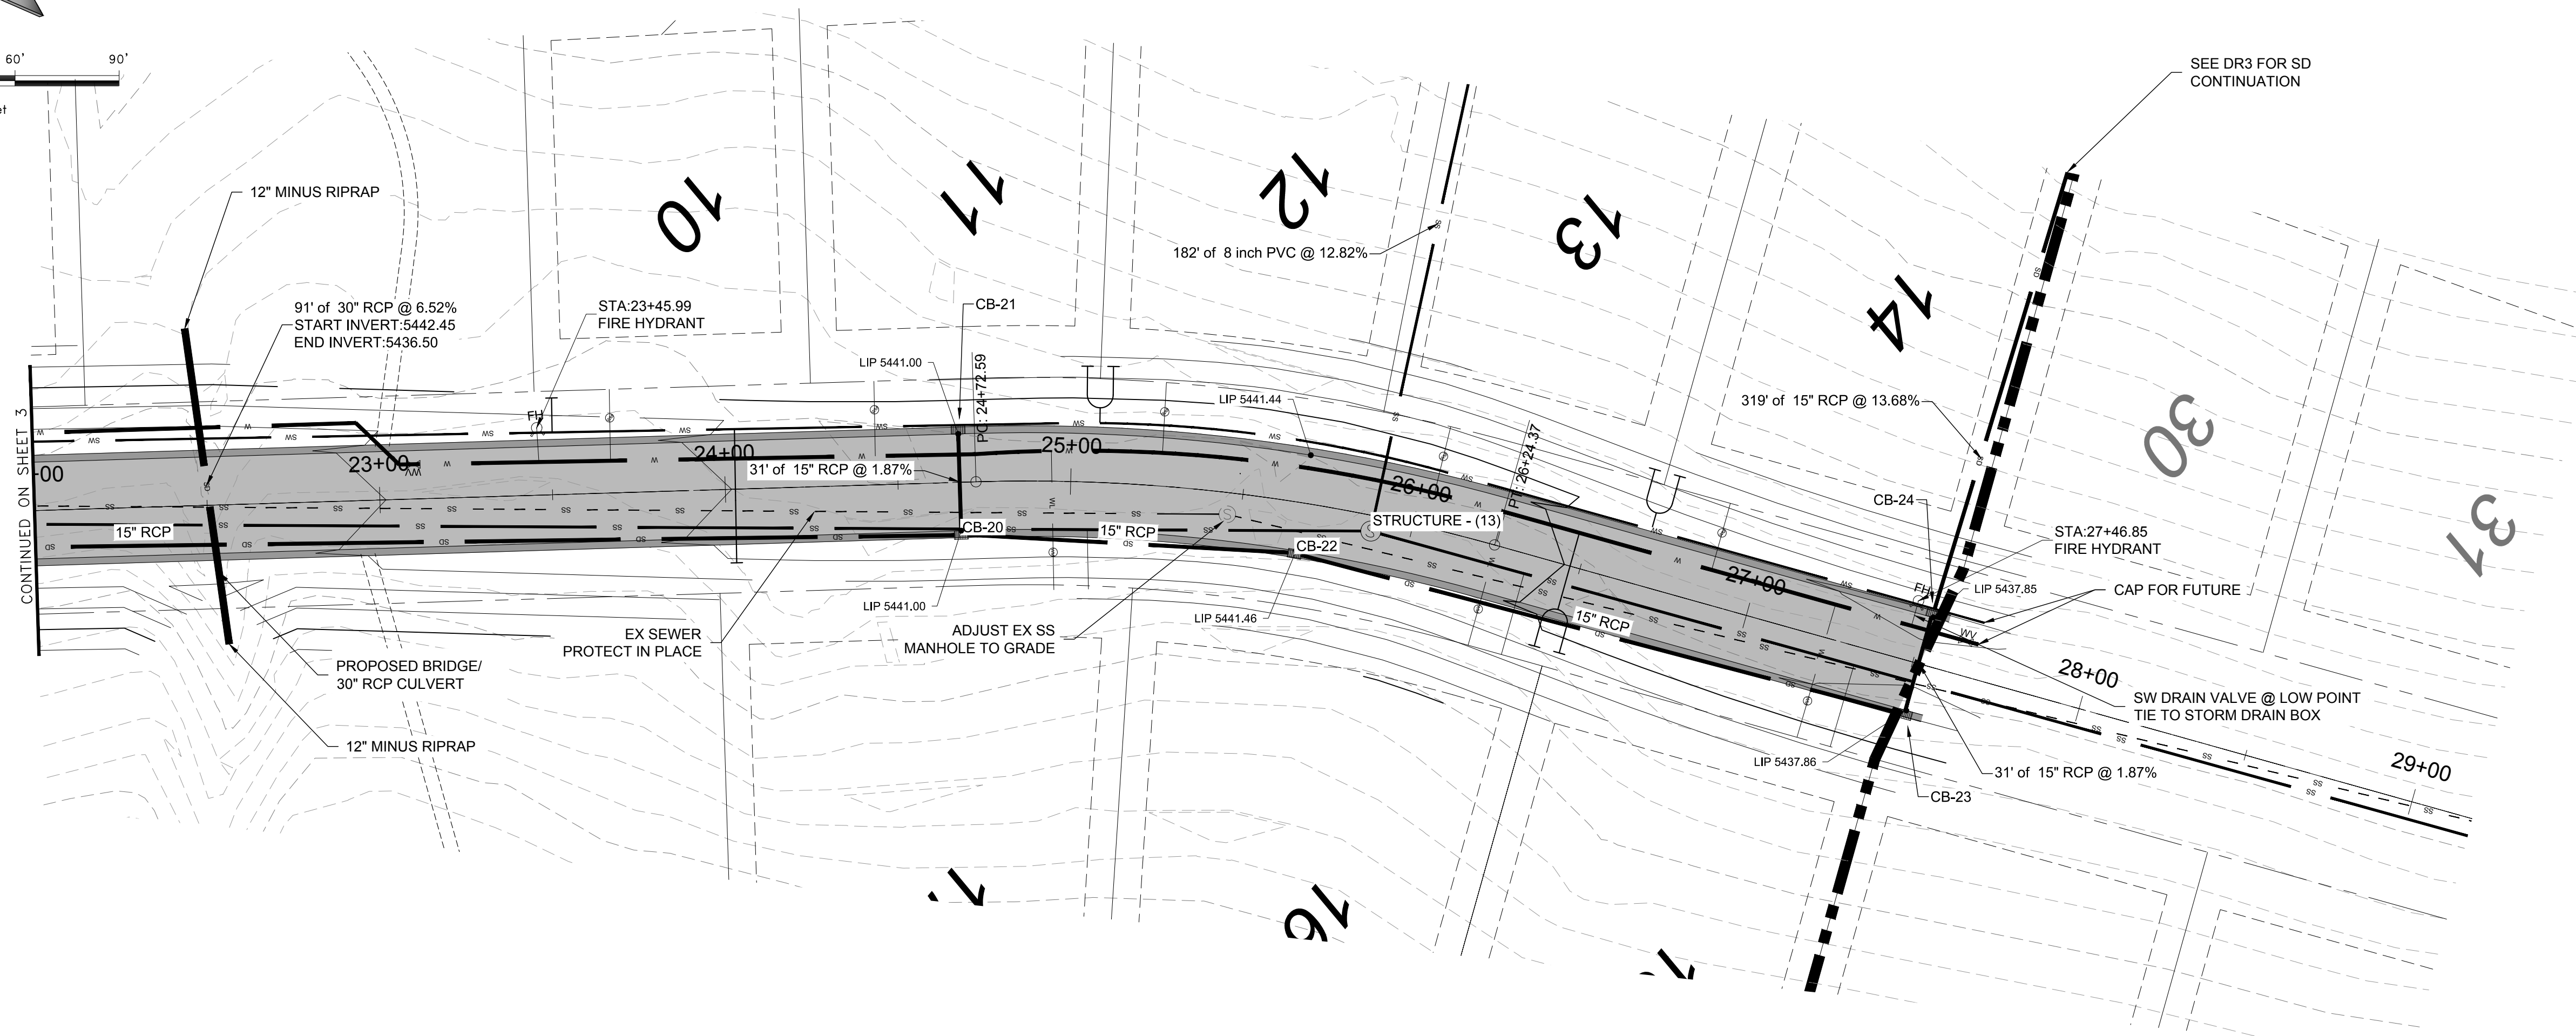 60'
90'
SEE DR3 FOR SD
CONTINUATION
12" MINUS RIPRAP
10
11
12
13
14
30
31
182' of 8 inch PVC @ 12.82%
91' of 30" RCP @ 6.52%
START INVERT:5442.45
END INVERT:5436.50
STA:23+45.99
FIRE HYDRANT
CB-21
LIP 5441.00
PC: 24+72.59
LIP 5441.44
319' of 15" RCP @ 13.68%
CONTINUED ON SHEET 3
FH
-00
23+00
24+00
25+00
26+00
27+00
28+00
29+00
WV
31' of 15" RCP @ 1.87%
15" RCP
CB-20
15" RCP
STRUCTURE - (13)
CB-22
CB-24
STA:27+46.85
FIRE HYDRANT
FH
LIP 5437.85
CAP FOR FUTURE
WV
15" RCP
LIP 5441.00
LIP 5441.46
EX SEWER
PROTECT IN PLACE
ADJUST EX SS
MANHOLE TO GRADE
PROPOSED BRIDGE/
30" RCP CULVERT
12" MINUS RIPRAP
SW DRAIN VALVE @ LOW POINT
TIE TO STORM DRAIN BOX
LIP 5437.86
31' of 15" RCP @ 1.87%
CB-23
16